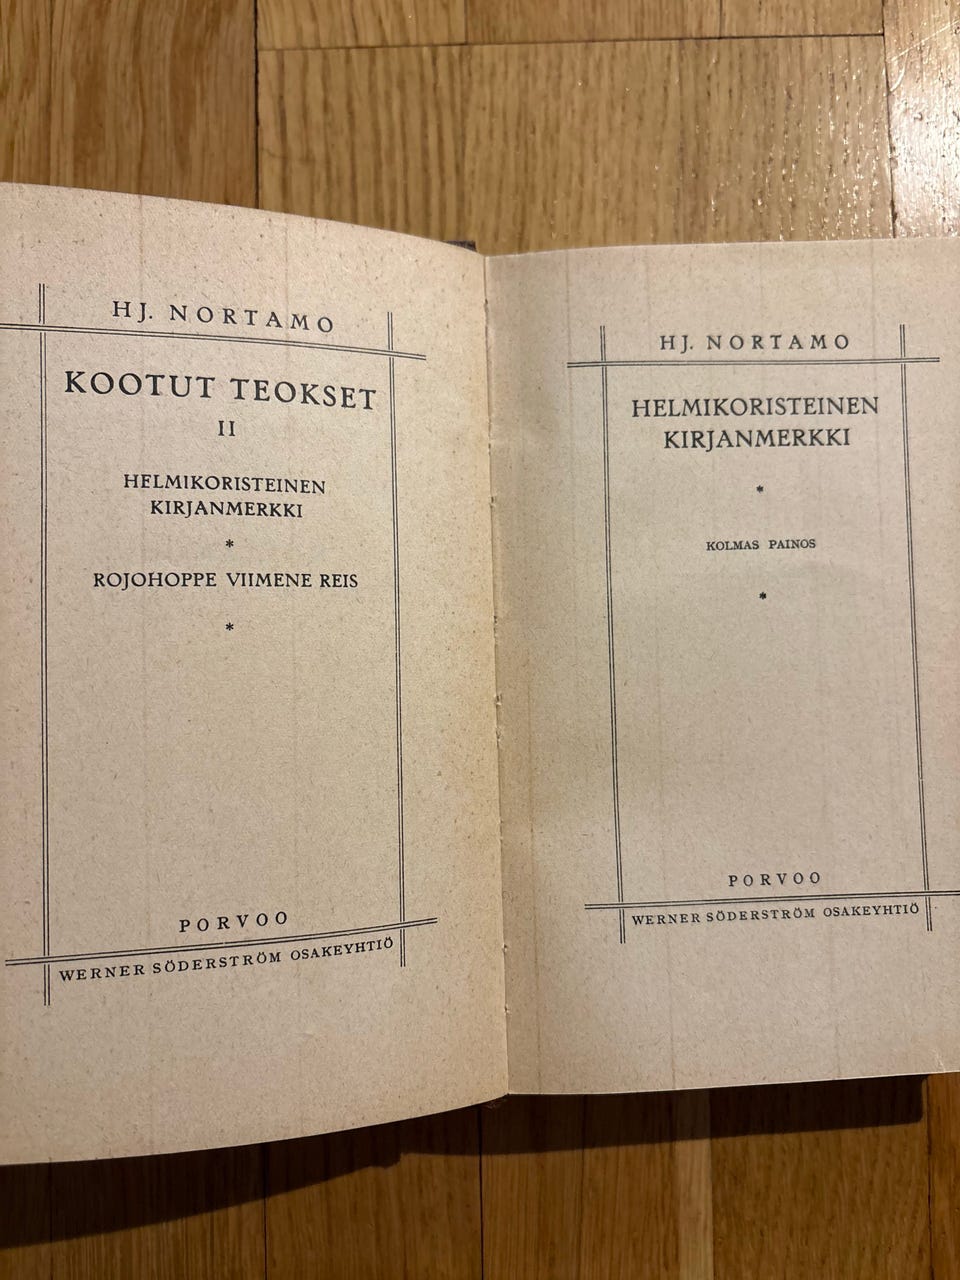 HJ. NORTAMO
KOOTUT TEOKSET
II
HELMIKORISTEINEN
KIRJANMERKKI
*
ROJOHOPPE VIIMENE REIS
*
PORVOO
WERNER SÖDERSTRÖM OSAKEYHTIÖ
HJ. NORTAMO
HELMIKORISTEINEN
KIRJANMERKKI
*
KOLMAS PAINOS
*
PORVOO
WERNER SÖDERSTRÖM OSAKEYHTIÖ